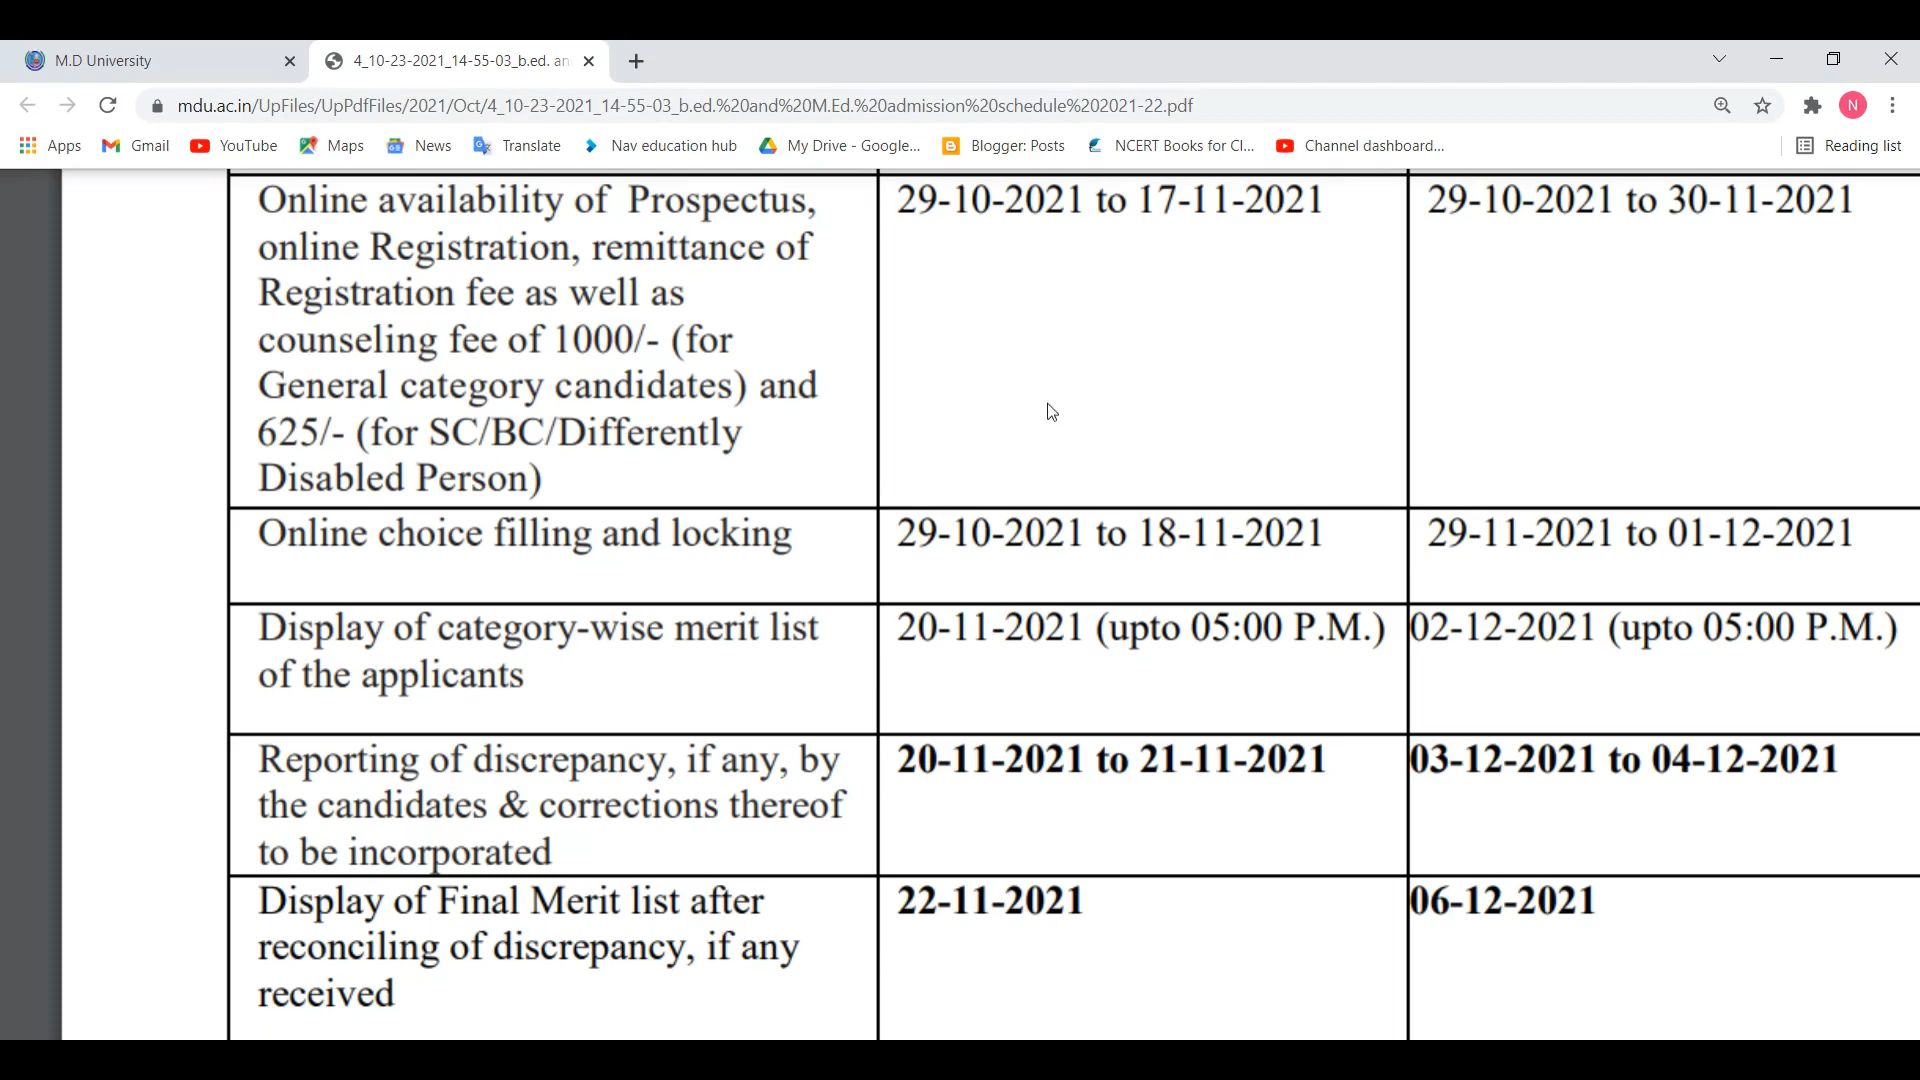 M.D University
4_10-23-2021_14-55-03_b.ed. an
mdu.ac.in/UpFiles/UpPdfFiles/2021/Oct/4_10-23-2021_14-55-03_b.ed.%20and%20M.Ed.%20admission%20schedule%202021-22.pdf
N
Apps Gmail YouTube Maps News Translate Nav education hub My Drive - Google... Blogger: Posts NCERT Books for Cl... Channel dashboard... Reading list
Online availability of Prospectus,
online Registration, remittance of
Registration fee as well as
counseling fee of 1000/- (for
General category candidates) and
625/- (for SC/BC/Differently
Disabled Person)
29-10-2021 to 17-11-2021
29-10-2021 to 30-11-2021
Online choice filling and locking
29-10-2021 to 18-11-2021
29-11-2021 to 01-12-2021
Display of category-wise merit list
of the applicants
20-11-2021 (upto 05:00 P.M.)
02-12-2021 (upto 05:00 P.M.)
Reporting of discrepancy, if any, by
the candidates & corrections thereof
to be incorporated
20-11-2021 to 21-11-2021
03-12-2021 to 04-12-2021
Display of Final Merit list after
reconciling of discrepancy, if any
received
22-11-2021
06-12-2021